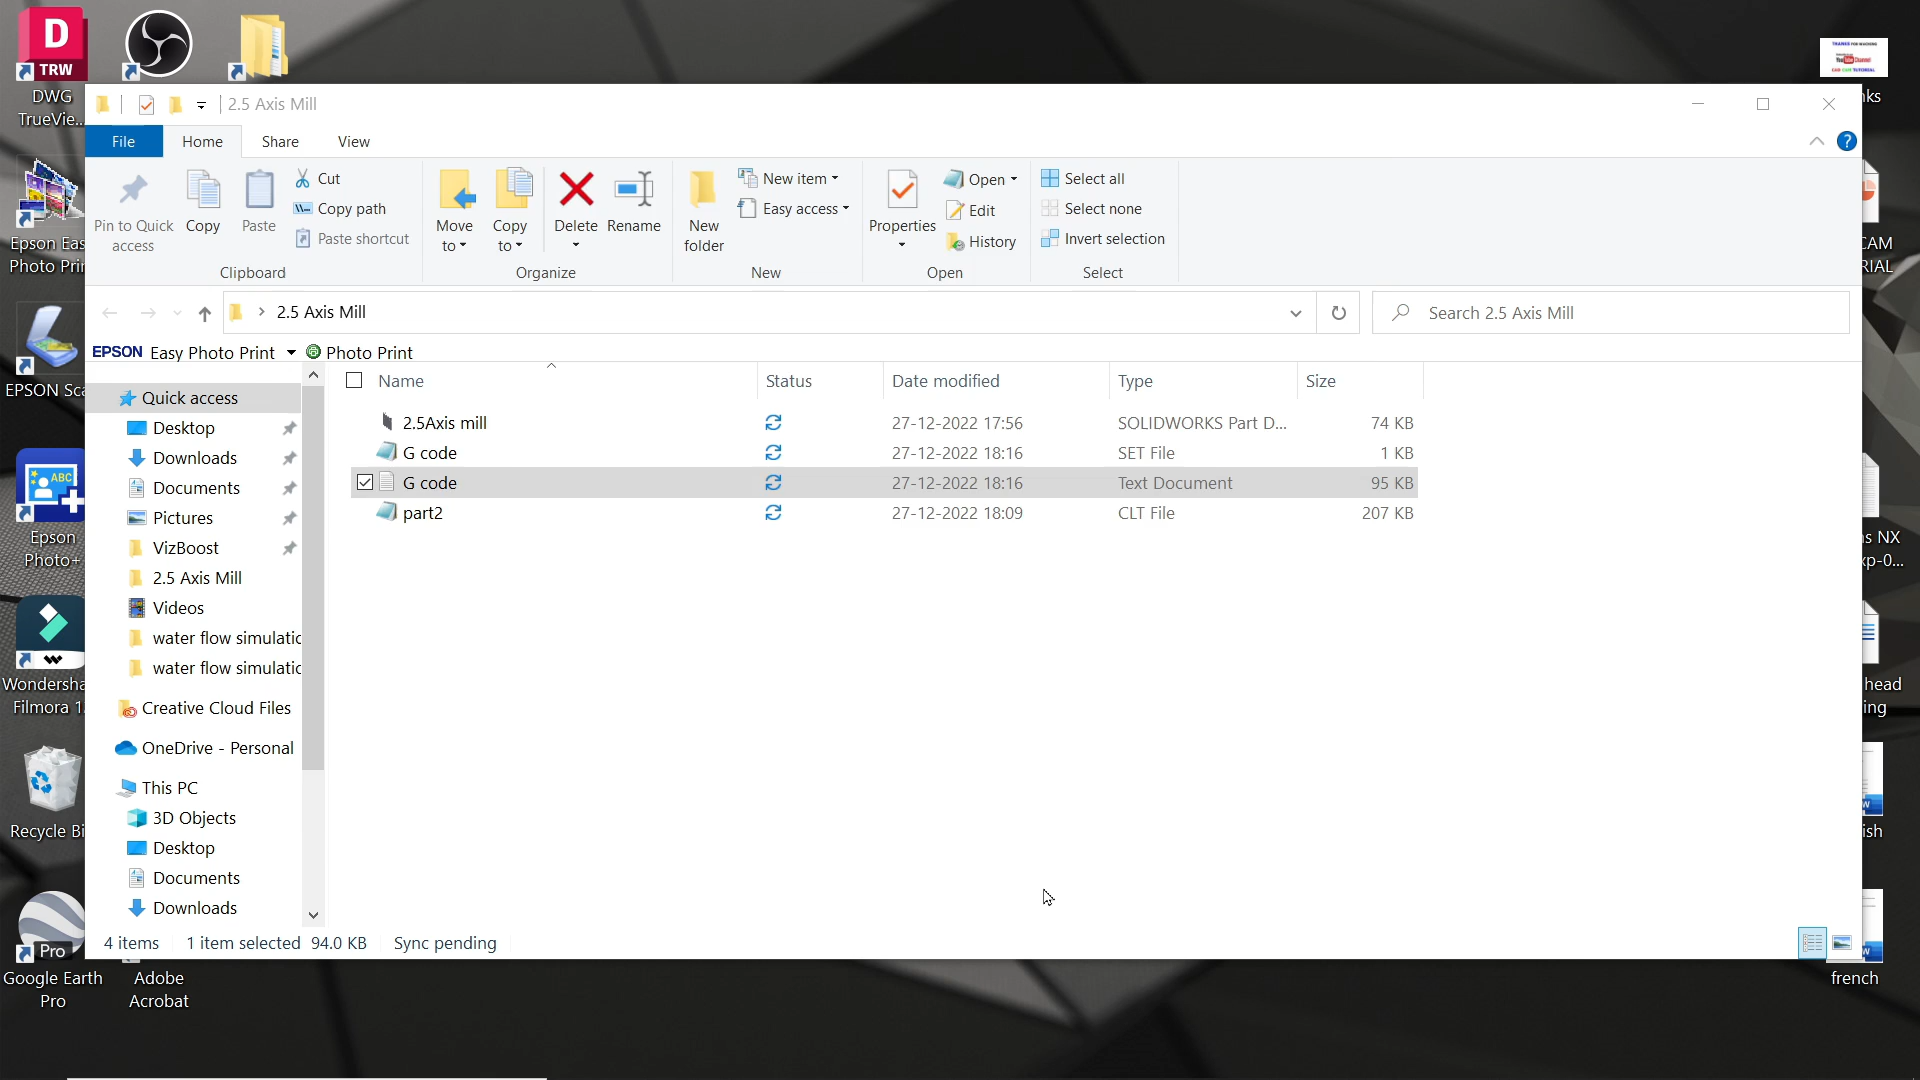 D
TRW
DWG
TrueVie...
2.5 Axis Mill
File Home Share View
?
Pin to Quick access
Copy
Paste
Cut
Copy path
Paste shortcut
Clipboard
Move to
Copy to
Delete
Rename
Organize
New folder
New item
Easy access
New
Properties
Open
Edit
History
Open
Select all
Select none
Invert selection
Select
2.5 Axis Mill
Search 2.5 Axis Mill
EPSON Easy Photo Print Photo Print
Name Status Date modified Type Size
2.5Axis mill 27-12-2022 17:56 SOLIDWORKS Part D... 74 KB
G code 27-12-2022 18:16 SET File 1 KB
G code 27-12-2022 18:16 Text Document 95 KB
part2 27-12-2022 18:09 CLT File 207 KB
Quick access
Desktop
Downloads
Documents
Pictures
VizBoost
2.5 Axis Mill
Videos
water flow simulatic
water flow simulatic
Creative Cloud Files
OneDrive - Personal
This PC
3D Objects
Desktop
Documents
Downloads
4 items 1 item selected 94.0 KB Sync pending
Epson Eas
Photo Prin
EPSON Sca
ABC
Epson
Photo+
Wondersha
Filmora 1
Recycle Bi
Pro
Google Earth
Pro
Adobe
Acrobat
YouTube Channel
ks
CAM
RIAL
s NX
xp-0...
head
ing
ish
french